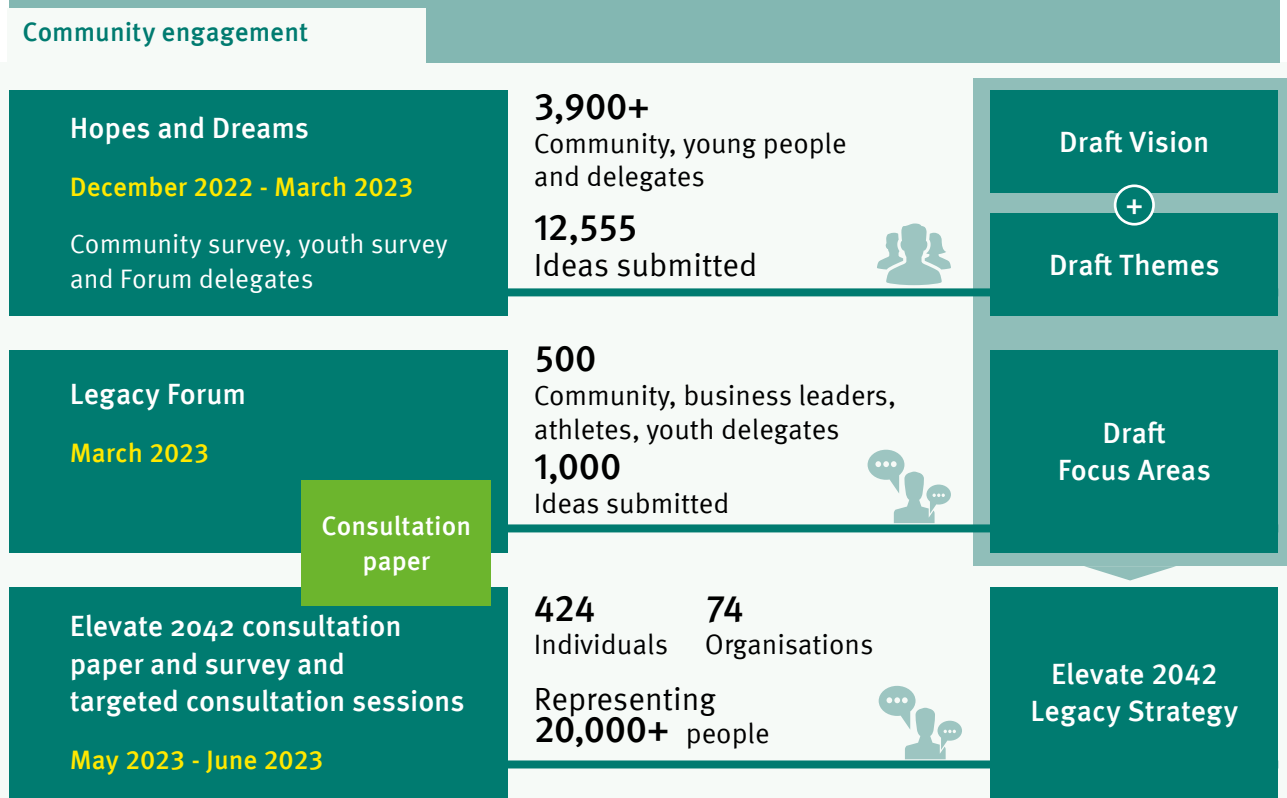 Community engagement
Hopes and Dreams
December 2022 - March 2023
Community survey, youth survey
and Forum delegates
3,900+
Community, young people
and delegates
12,555
Ideas submitted
Draft Vision
+
Draft Themes
Legacy Forum
March 2023
500
Community, business leaders,
athletes, youth delegates
1,000
Ideas submitted
Draft
Focus Areas
Consultation
paper
Elevate 2042 consultation
paper and survey and
targeted consultation sessions
May 2023 - June 2023
424
Individuals
74
Organisations
Representing
20,000+ people
Elevate 2042
Legacy Strategy